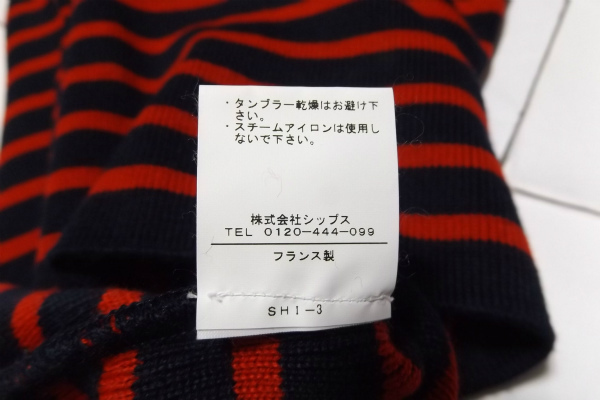 ・タンブラー乾燥はお避け下
さい。
・スチームアイロンは使用し
ないで下さい。
株式会社シップス
TEL 0120-444-099
フランス製
SH1-3